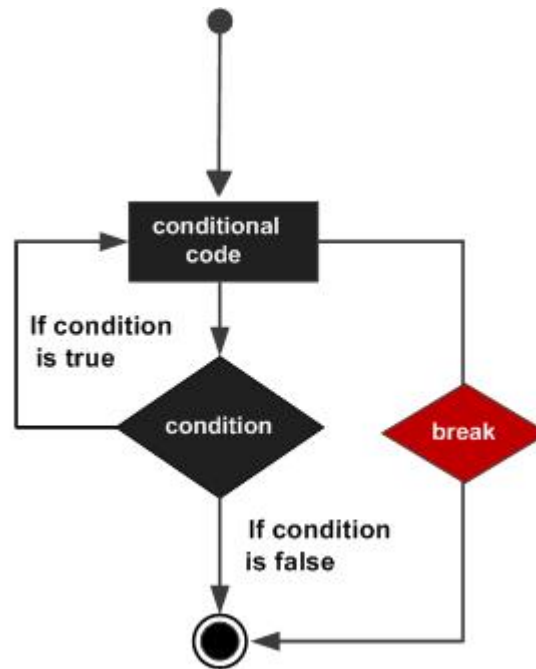 conditional
code
If condition
is true
condition
break
If condition
is false